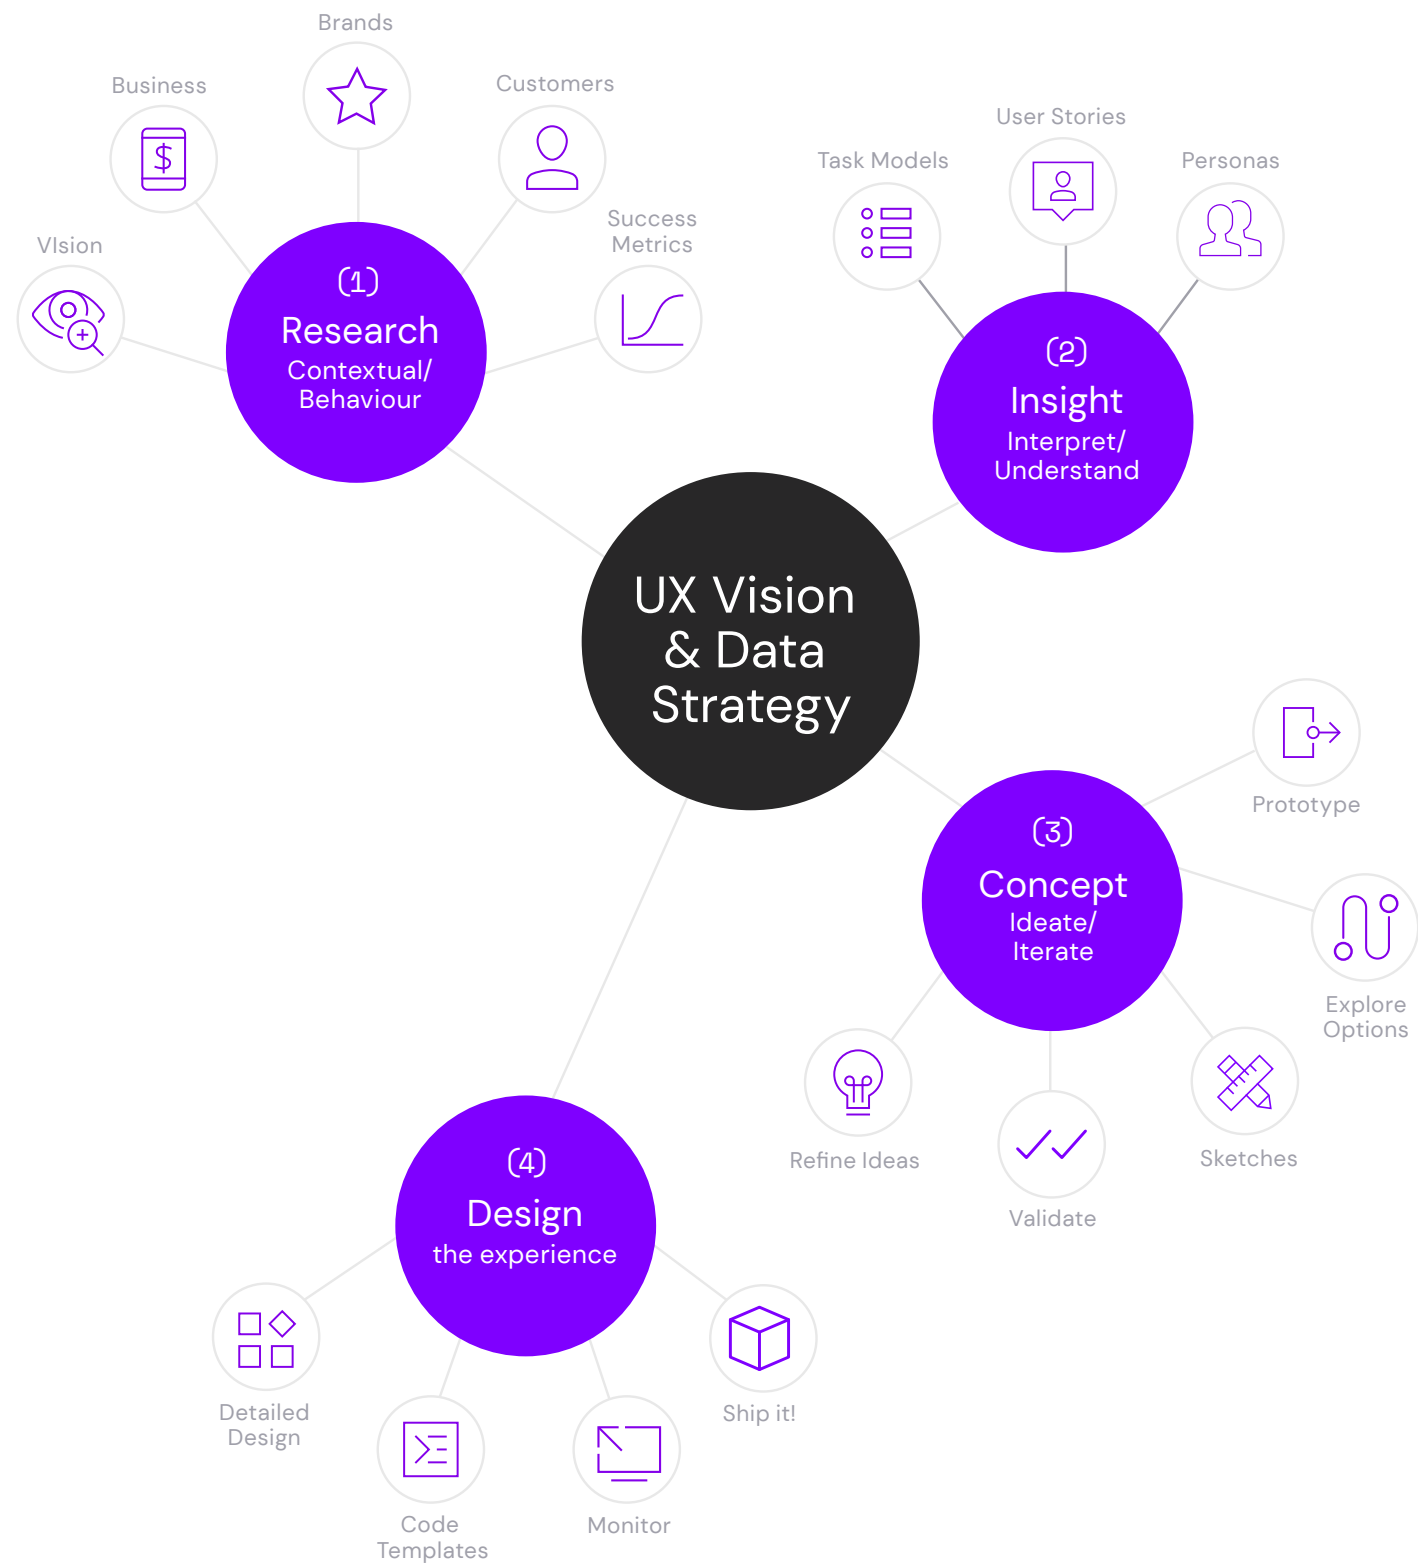 Brands
Business
Customers
VIsion
Success
Metrics
$
(1)
Research
Contextual/
Behaviour
User Stories
Task Models
Personas
(2)
Insight
Interpret/
Understand
UX Vision
& Data
Strategy
Prototype
(3)
Concept
Ideate/
Iterate
Explore
Options
Refine Ideas
Validate
Sketches
(4)
Design
the experience
Detailed
Design
Code
Templates
Monitor
Ship it!